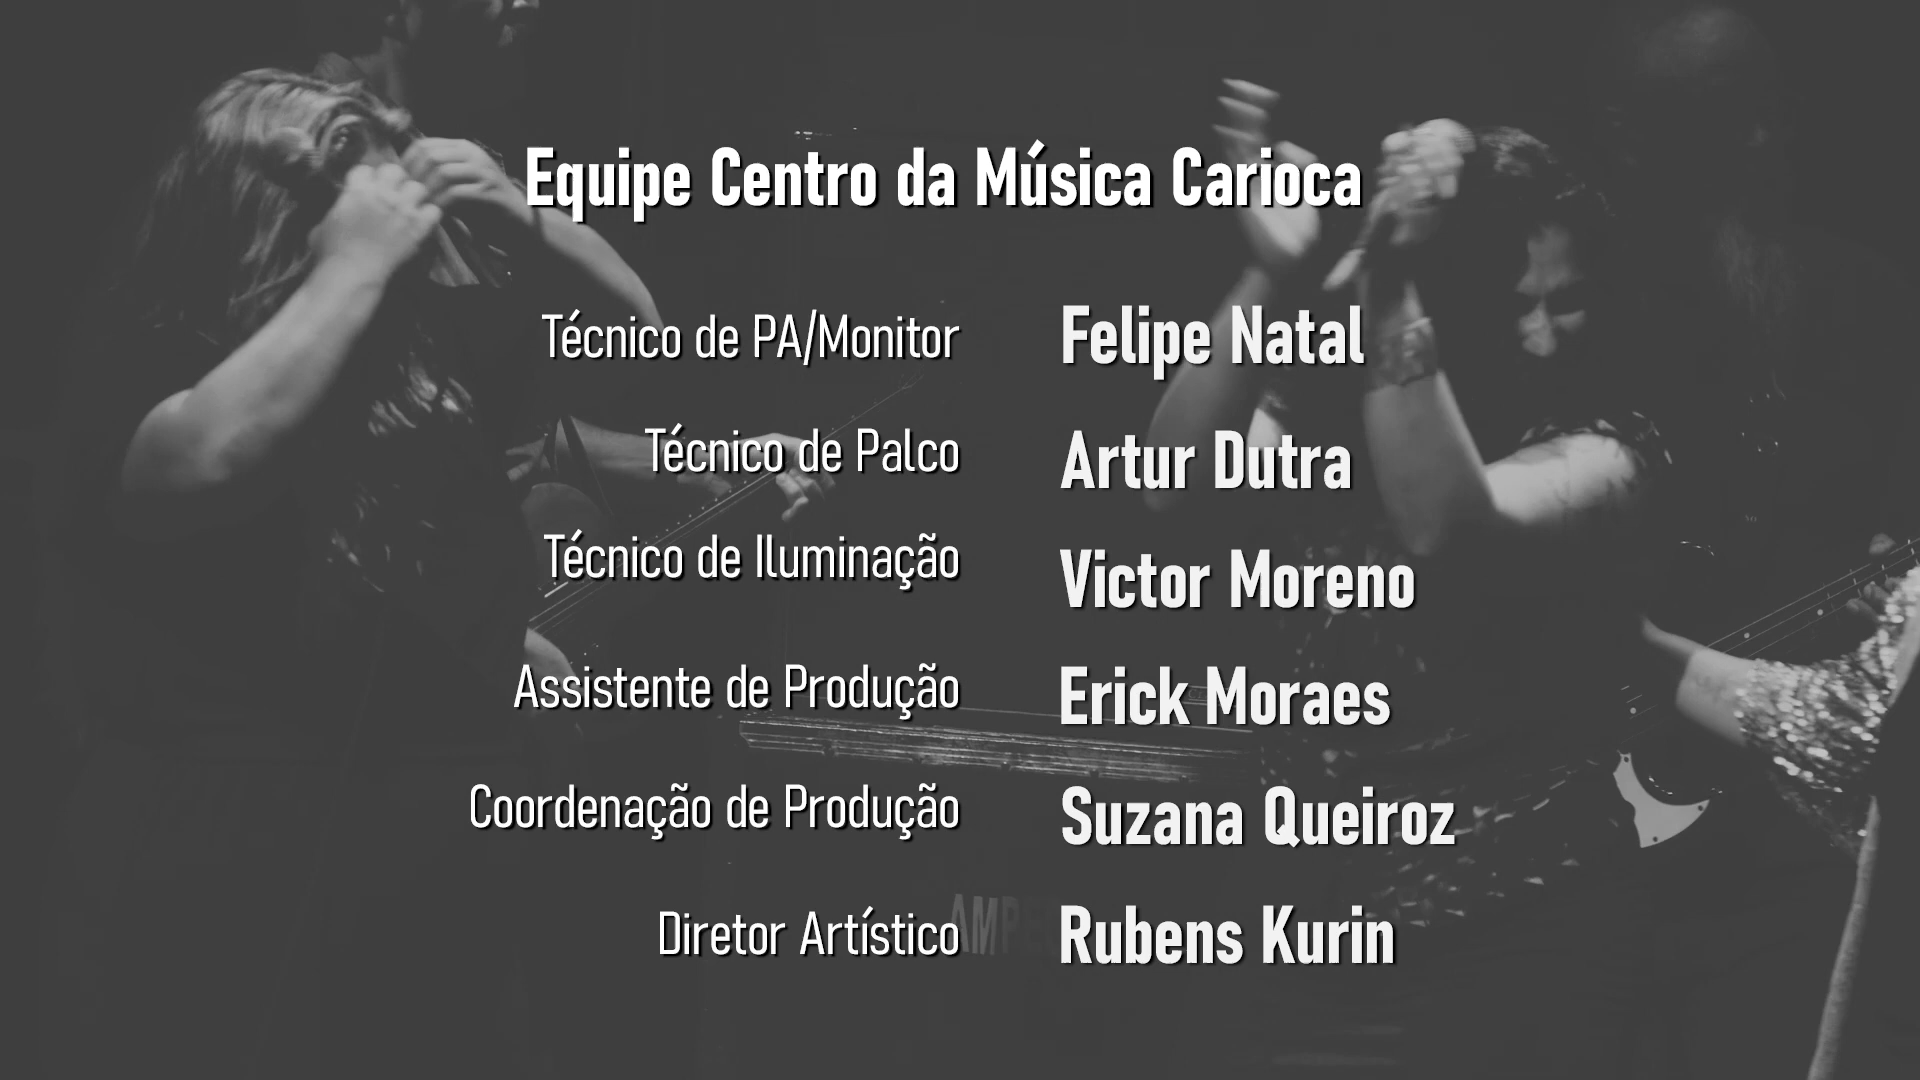 Equipe Centro da Música Carioca
Técnico de PA/Monitor Felipe Natal
Técnico de Palco Artur Dutra
Técnico de Iluminação Victor Moreno
Assistente de Produção Erick Moraes
Coordenação de Produção Suzana Queiroz
Diretor Artístico Rubens Kurin